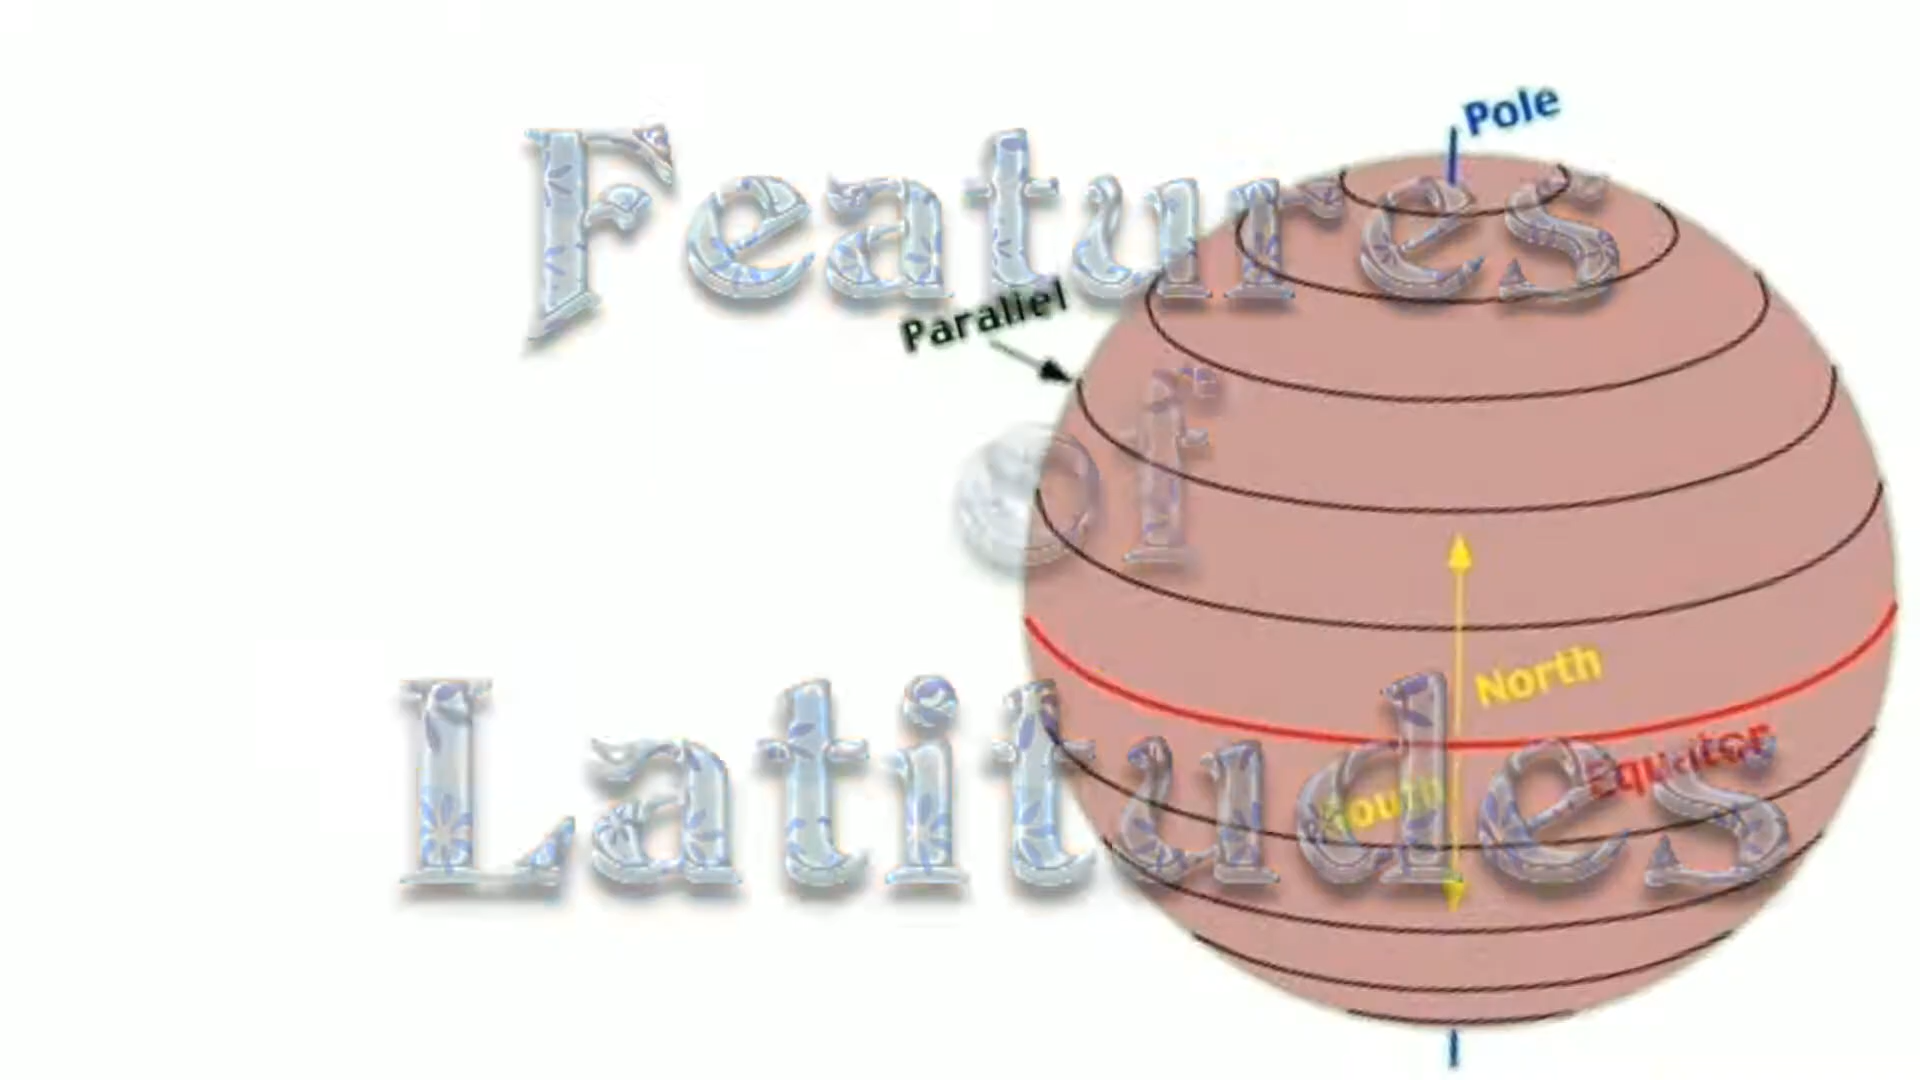 Features
of
Latitudes
Pole
Parallel
North
South
Equator